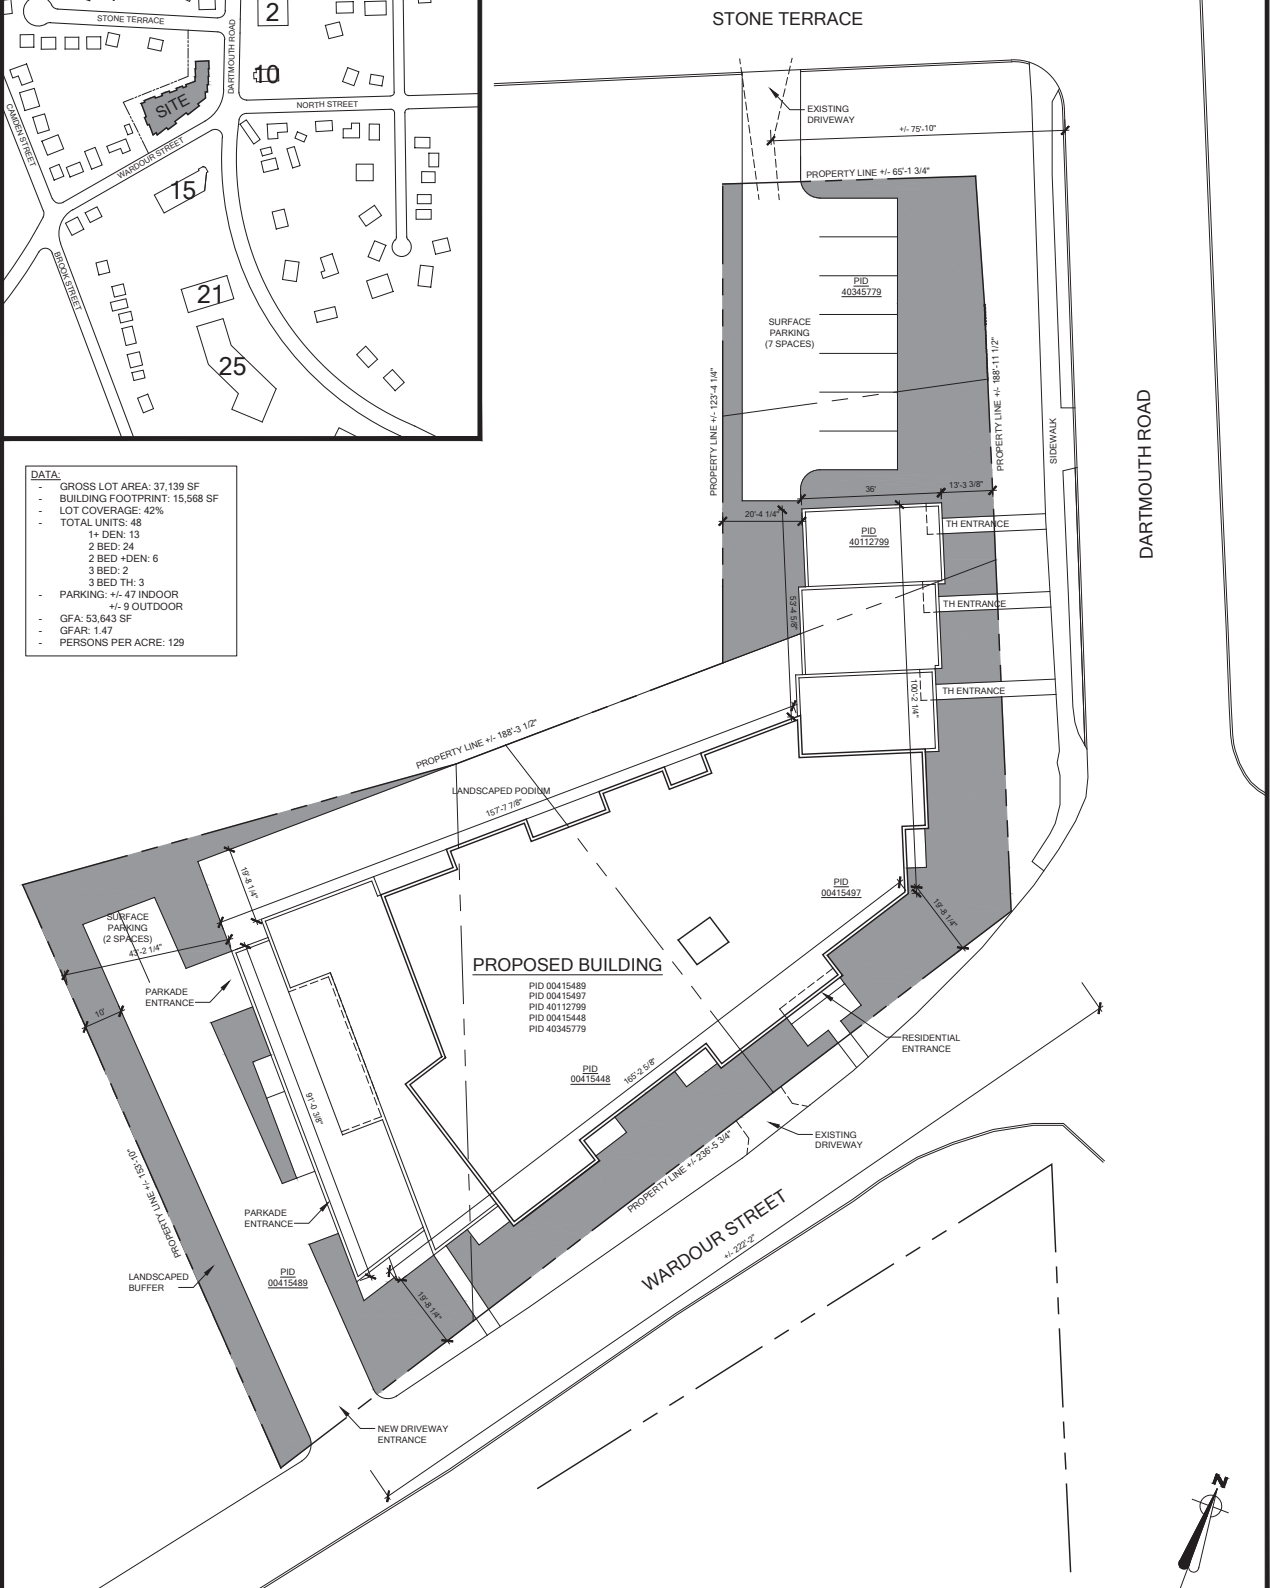 STONE TERRACE
2
DARTMOUTH ROAD
10
SITE
NORTH STREET
CAMDEN STREET
WARDOUR STREET
15
BROOK STREET
21
25
STONE TERRACE
EXISTING
DRIVEWAY
+/- 75'-10"
PROPERTY LINE +/- 65'-1 3/4"
PID
40345779
SURFACE
PARKING
(7 SPACES)
PROPERTY LINE +/- 123'-4 1/4"
PROPERTY LINE +/- 188'-11 1/2"
SIDEWALK
DARTMOUTH ROAD
DATA:
- GROSS LOT AREA: 37,139 SF
- BUILDING FOOTPRINT: 15,568 SF
- LOT COVERAGE: 42%
- TOTAL UNITS: 48
1+ DEN: 13
2 BED: 24
2 BED +DEN: 6
3 BED: 2
3 BED TH: 3
- PARKING: +/- 47 INDOOR
+/- 9 OUTDOOR
- GFA: 53,643 SF
- GFAR: 1.47
- PERSONS PER ACRE: 129
36'
13'-3 3/8"
20'-4 1/4"
PID
40112799
TH ENTRANCE
53'-4 5/8"
TH ENTRANCE
100'-2 1/4"
TH ENTRANCE
PROPERTY LINE +/- 188'-3 1/2"
LANDSCAPED PODIUM
157'-7 7/8"
19'-8 1/4"
PID
00415497
19'-8 1/4"
SURFACE
PARKING
(2 SPACES)
43'-2 1/4"
PROPOSED BUILDING
PID 00415489
PID 00415497
PID 40112799
PID 00415448
PID 40345779
PARKADE
ENTRANCE
10'
RESIDENTIAL
ENTRANCE
PID
00415448
165'-2 5/8"
91'-0 3/8"
EXISTING
DRIVEWAY
PROPERTY LINE +/- 236'-5 3/4"
PROPERTY LINE +/- 153'-10"
PARKADE
ENTRANCE
WARDOUR STREET
+/- 222'-2"
LANDSCAPED
BUFFER
PID
00415489
19'-8 1/4"
NEW DRIVEWAY
ENTRANCE
N